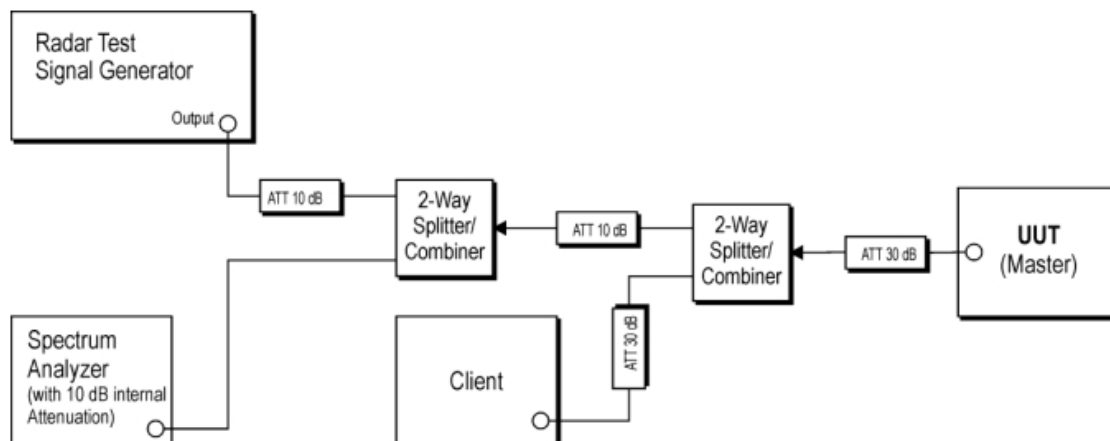 Radar Test
Signal Generator
Output
ATT 10 dB
2-Way
Splitter/
Combiner
ATT 10 dB
2-Way
Splitter/
Combiner
ATT 30 dB
UUT
(Master)
Spectrum
Analyzer
(with 10 dB internal
Attenuation)
Client
ATT 30 dB